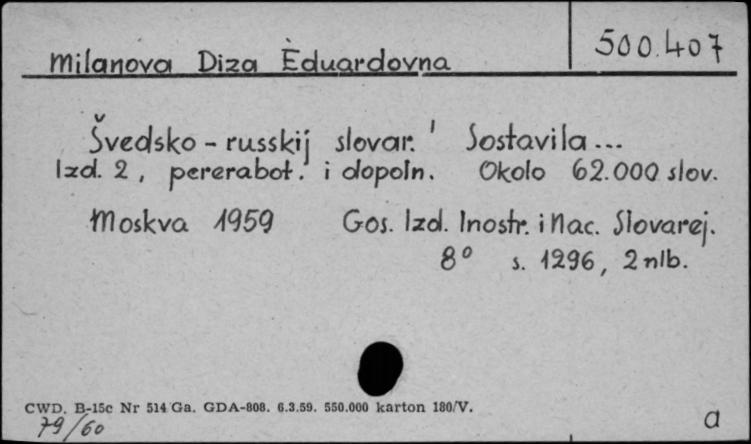 500.407
Milanova Diza Èduardovna
Švedsko-russkij slovar.' Sostavila...
Izd. 2, pererabot. i dopoln. Okolo 62.000 slov.
Moskva 1959 Gos. Izd. Inostr. i Nac. Slovarej.
8° s. 1296, 2 nlb.
CWD. B-15c Nr 514 Ga. GDA-808. 6.3.59. 550.000 karton 180/V.
79/60
a